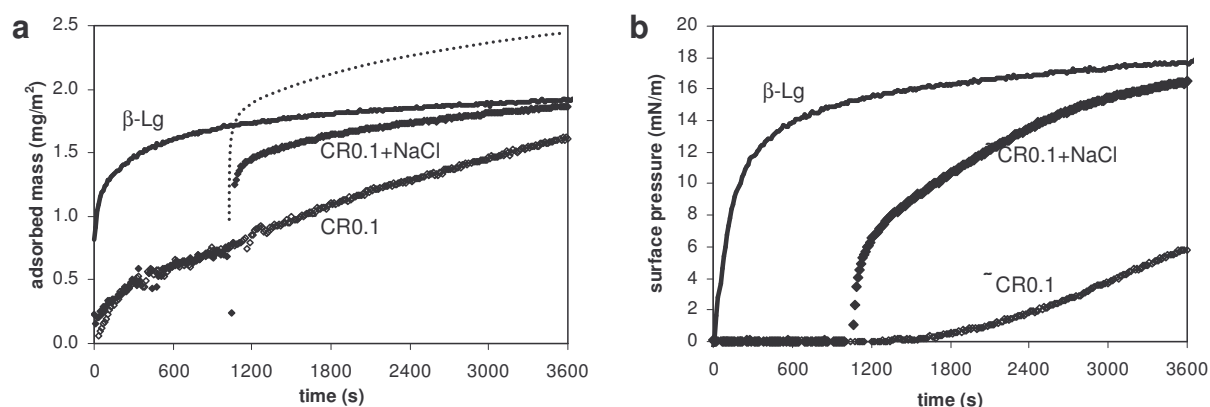 a
2.5
2.0
1.5
1.0
0.5
0.0
adsorbed mass (mg/m²)
β-Lg
CR0.1+NaCl
CR0.1
0 600 1200 1800 2400 3000 3600
time (s)
b
20
18
16
14
12
10
8
6
4
2
0
surface pressure (mN/m)
β-Lg
~CR0.1+NaCl
~CR0.1
0 600 1200 1800 2400 3000 3600
time (s)